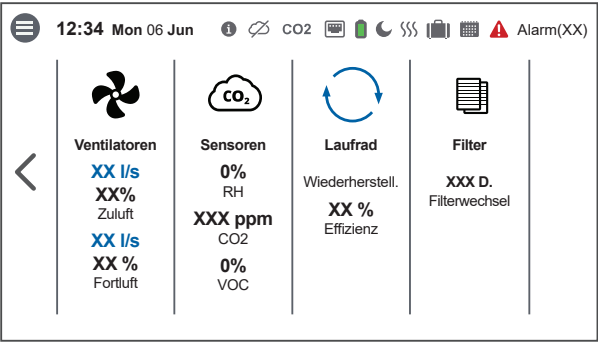 12:34 Mon 06 Jun CO2 Alarm(XX)
CO₂
Ventilatoren
XX l/s
XX%
Zuluft
XX l/s
XX %
Fortluft
Sensoren
0%
RH
XXX ppm
CO2
0%
VOC
Laufrad
Wiederherstell.
XX %
Effizienz
Filter
XXX D.
Filterwechsel